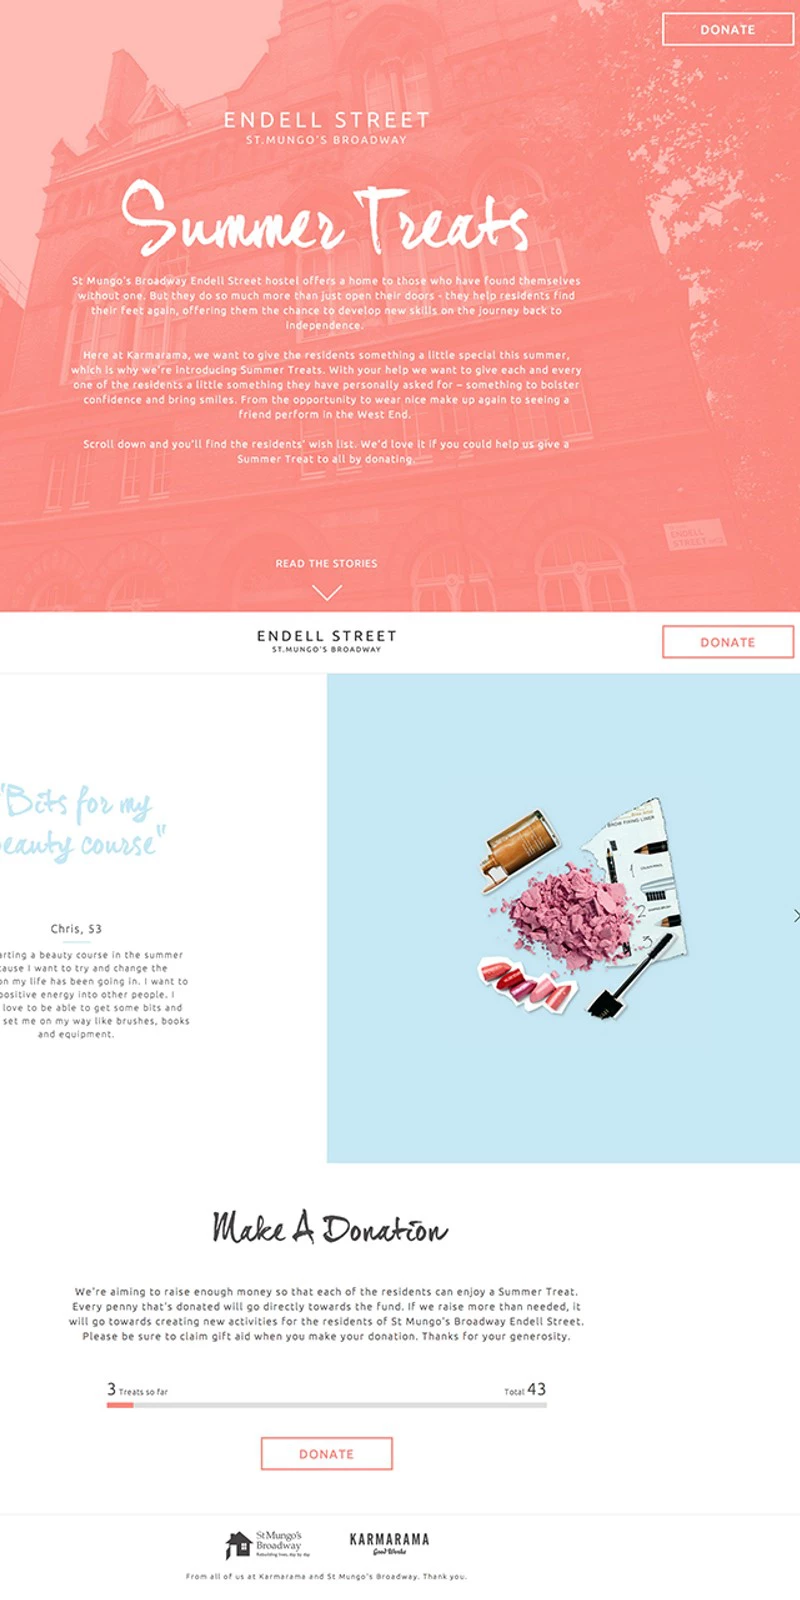 DONATE
ENDELL STREET
ST.MUNGO'S BROADWAY
Summer Treats
St Mungo's Broadway Endell Street hostel offers a home to those who have found themselves
without one. But they do so much more than just open their doors - they help residents find
their feet again, offering them the chance to develop new skills on the journey back to
independence.
Here at Karmarama, we want to give the residents something a little special this summer,
which is why we're introducing Summer Treats. With your help we want to give each and every
one of the residents a little something they have personally asked for – something to bolster
confidence and bring smiles. From the opportunity to wear nice make up again to seeing a
friend perform in the West End.
Scroll down and you'll find the residents' wish list. We'd love it if you could help us give a
Summer Treat to all by donating.
ENDELL
STREET WC2
READ THE STORIES
ENDELL STREET
ST.MUNGO'S BROADWAY
DONATE
"Bits for my
eauty course"
Chris, 53
arting a beauty course in the summer
cause I want to try and change the
on my life has been going in. I want to
positive energy into other people. I
love to be able to get some bits and
set me on my way like brushes, books
and equipment.
1
2
3
Make A Donation
We're aiming to raise enough money so that each of the residents can enjoy a Summer Treat.
Every penny that's donated will go directly towards the fund. If we raise more than needed, it
will go towards creating new activities for the residents of St Mungo's Broadway Endell Street.
Please be sure to claim gift aid when you make your donation. Thanks for your generosity.
3 Treats so far
Total 43
DONATE
St Mungo's
Broadway
Rebuilding lives, day by day
KARMARAMA
Good Works
From all of us at Karmarama and St Mungo's Broadway. Thank you.